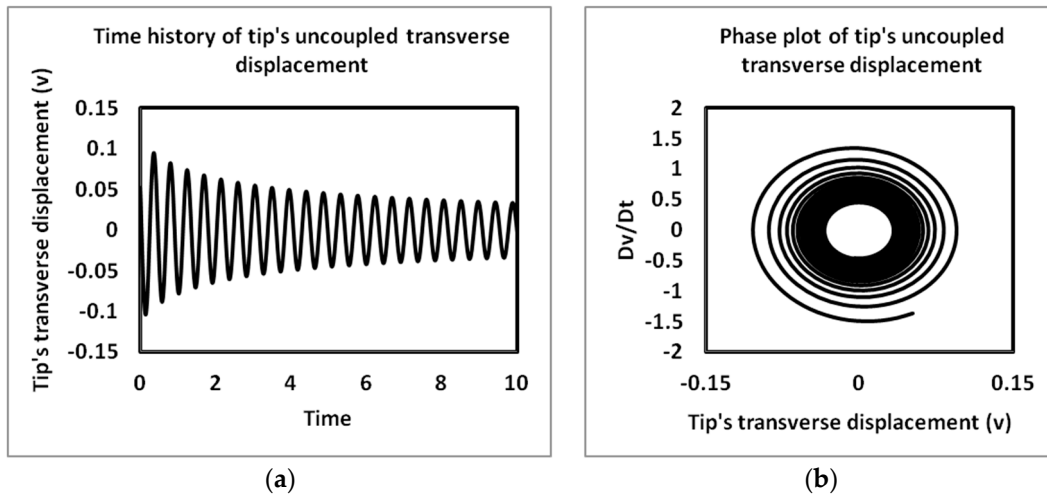 Time history of tip's uncoupled transverse
displacement
Tip's transverse displacement (v)
0.15
0.1
0.05
0
-0.05
-0.1
-0.15
0 2 4 6 8 10
Time
(a)
Phase plot of tip's uncoupled
transverse displacement
Dv/Dt
2
1.5
1
0.5
0
-0.5
-1
-1.5
-2
-0.15 0 0.15
Tip's transverse displacement (v)
(b)